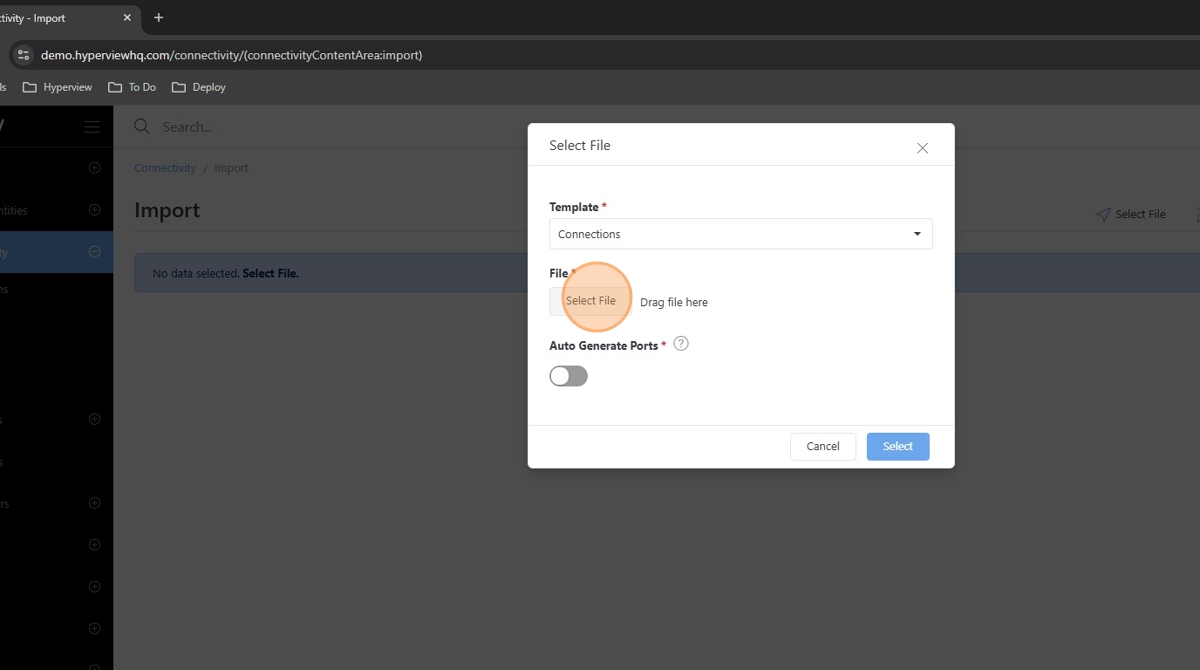 ctivity - Import
demo.hyperviewhq.com/connectivity/(connectivityContentArea:import)
ls Hyperview To Do Deploy
Search...
Connectivity / Import
Import
Select File
No data selected. Select File.
ntities
ty
ns
s
s
rs
Select File
Template *
Connections
File *
Select File Drag file here
Auto Generate Ports * ?
Cancel Select